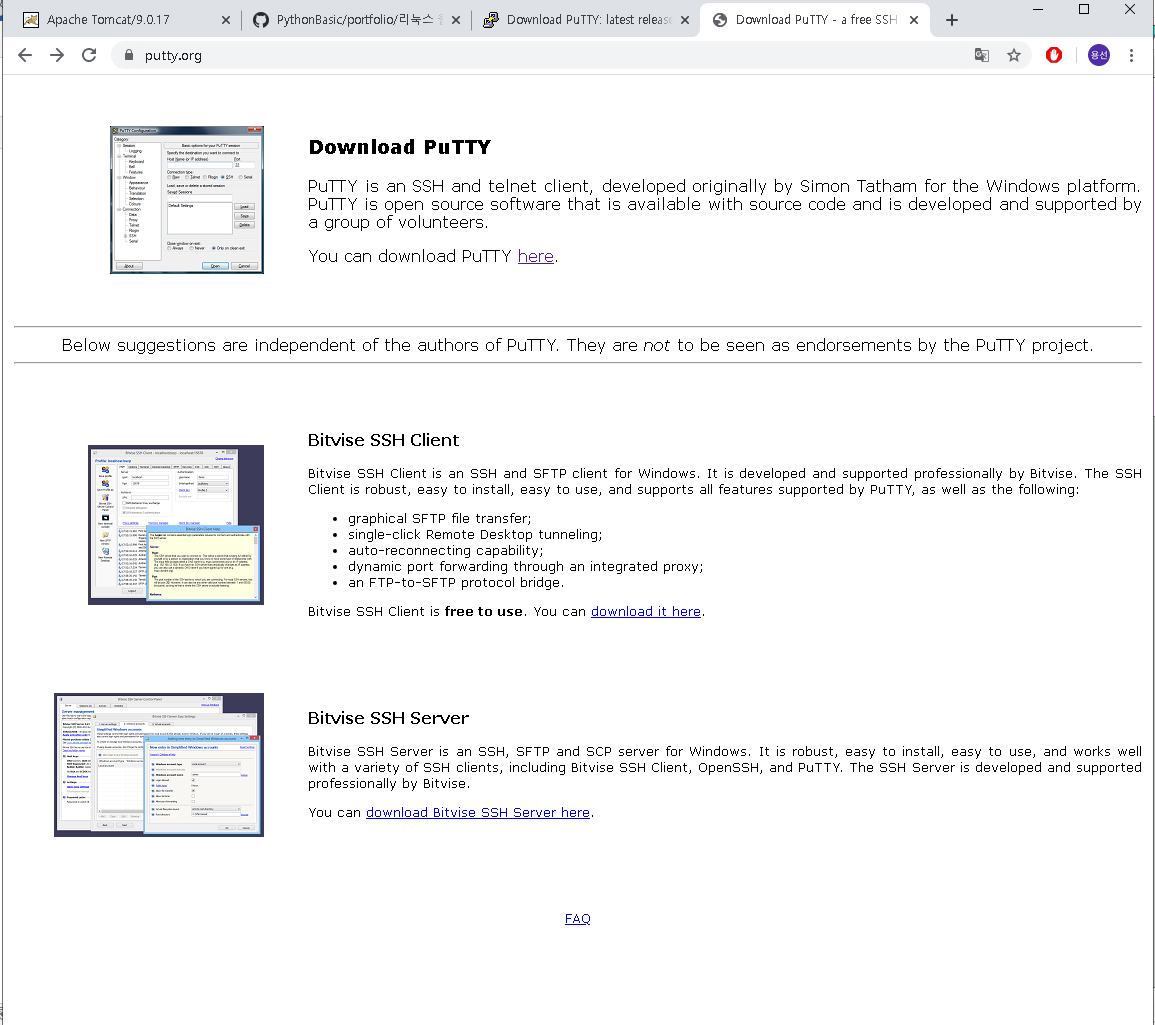 Apache Tomcat/9.0.17
PythonBasic/portfolio/리눅스
Download PuTTY: latest release
Download PuTTY - a free SSH
putty.org
용선
Download PuTTY
PuTTY is an SSH and telnet client, developed originally by Simon Tatham for the Windows platform.
PuTTY is open source software that is available with source code and is developed and supported by
a group of volunteers.
You can download PuTTY here.
Below suggestions are independent of the authors of PuTTY. They are not to be seen as endorsements by the PuTTY project.
Bitvise SSH Client
Bitvise SSH Client is an SSH and SFTP client for Windows. It is developed and supported professionally by Bitvise. The SSH
Client is robust, easy to install, easy to use, and supports all features supported by PuTTY, as well as the following:
graphical SFTP file transfer;
single-click Remote Desktop tunneling;
auto-reconnecting capability;
dynamic port forwarding through an integrated proxy;
an FTP-to-SFTP protocol bridge.
Bitvise SSH Client is free to use. You can download it here.
Bitvise SSH Server
Bitvise SSH Server is an SSH, SFTP and SCP server for Windows. It is robust, easy to install, easy to use, and works well
with a variety of SSH clients, including Bitvise SSH Client, OpenSSH, and PuTTY. The SSH Server is developed and supported
professionally by Bitvise.
You can download Bitvise SSH Server here.
FAQ